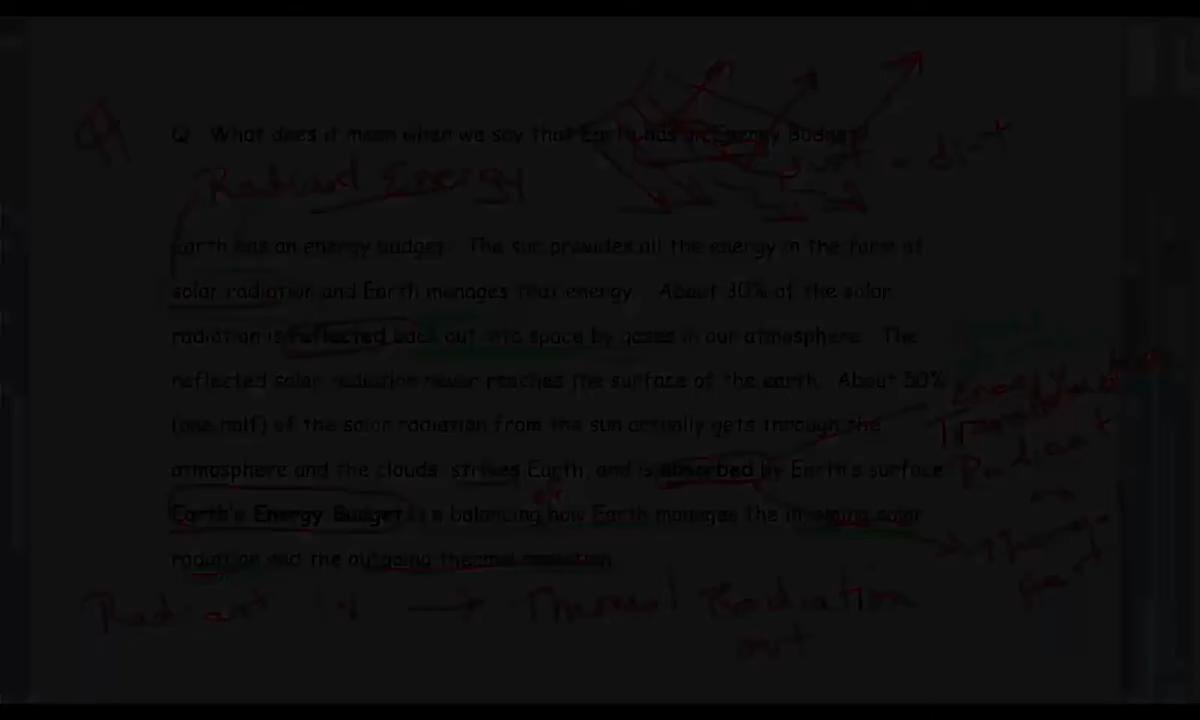 Q: What does it mean when we say that Earth has an Energy Budget
Radiant Energy
dirt
Earth has an energy budget. The sun provides all the energy in the form of
solar radiation and Earth manages that energy. About 30% of the solar
radiation is reflected back out into space by gases in our atmosphere. The
reflected solar radiation never reaches the surface of the earth. About 50%
(one half) of the solar radiation from the sun actually gets through the
atmosphere and the clouds, strikes Earth, and is absorbed by Earth's surface.
of
Earth's Energy Budget is a balancing how Earth manages the incoming solar
radiation and the outgoing thermal radiation
Radiant
Radiant in → Thermal Radiation
out